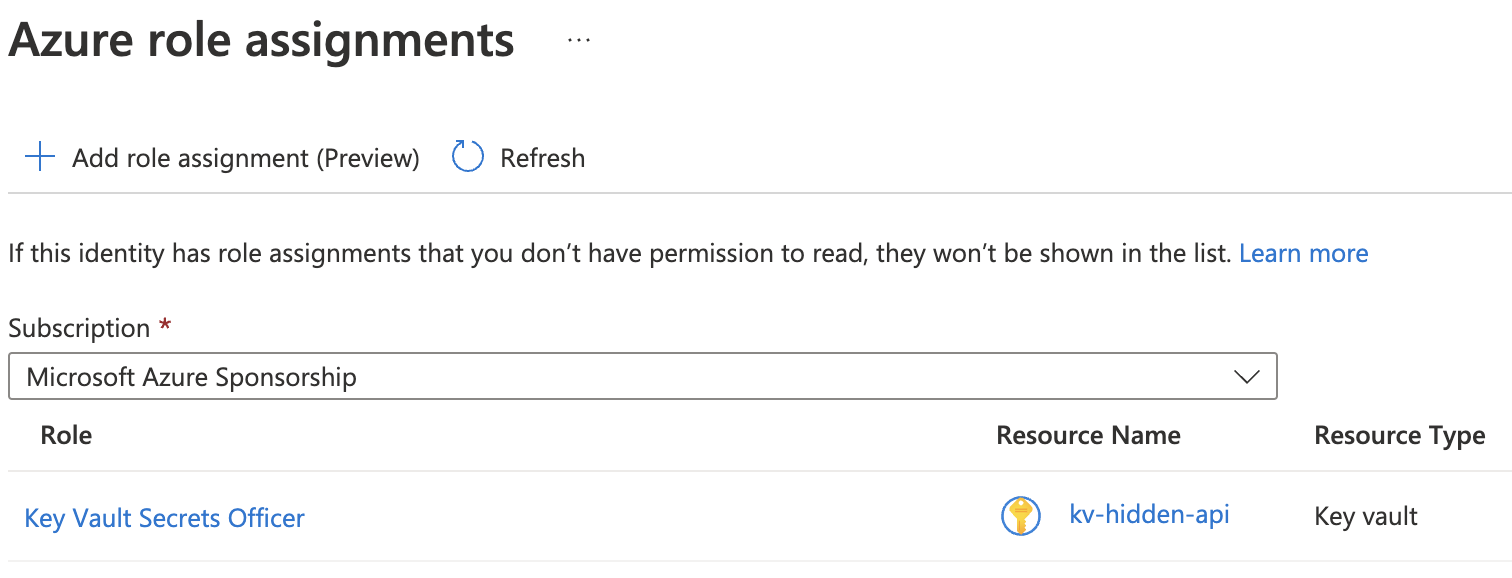 Azure role assignments ...
Add role assignment (Preview) Refresh
If this identity has role assignments that you don’t have permission to read, they won’t be shown in the list. Learn more
Subscription *
Microsoft Azure Sponsorship
Role Resource Name Resource Type
Key Vault Secrets Officer kv-hidden-api Key vault